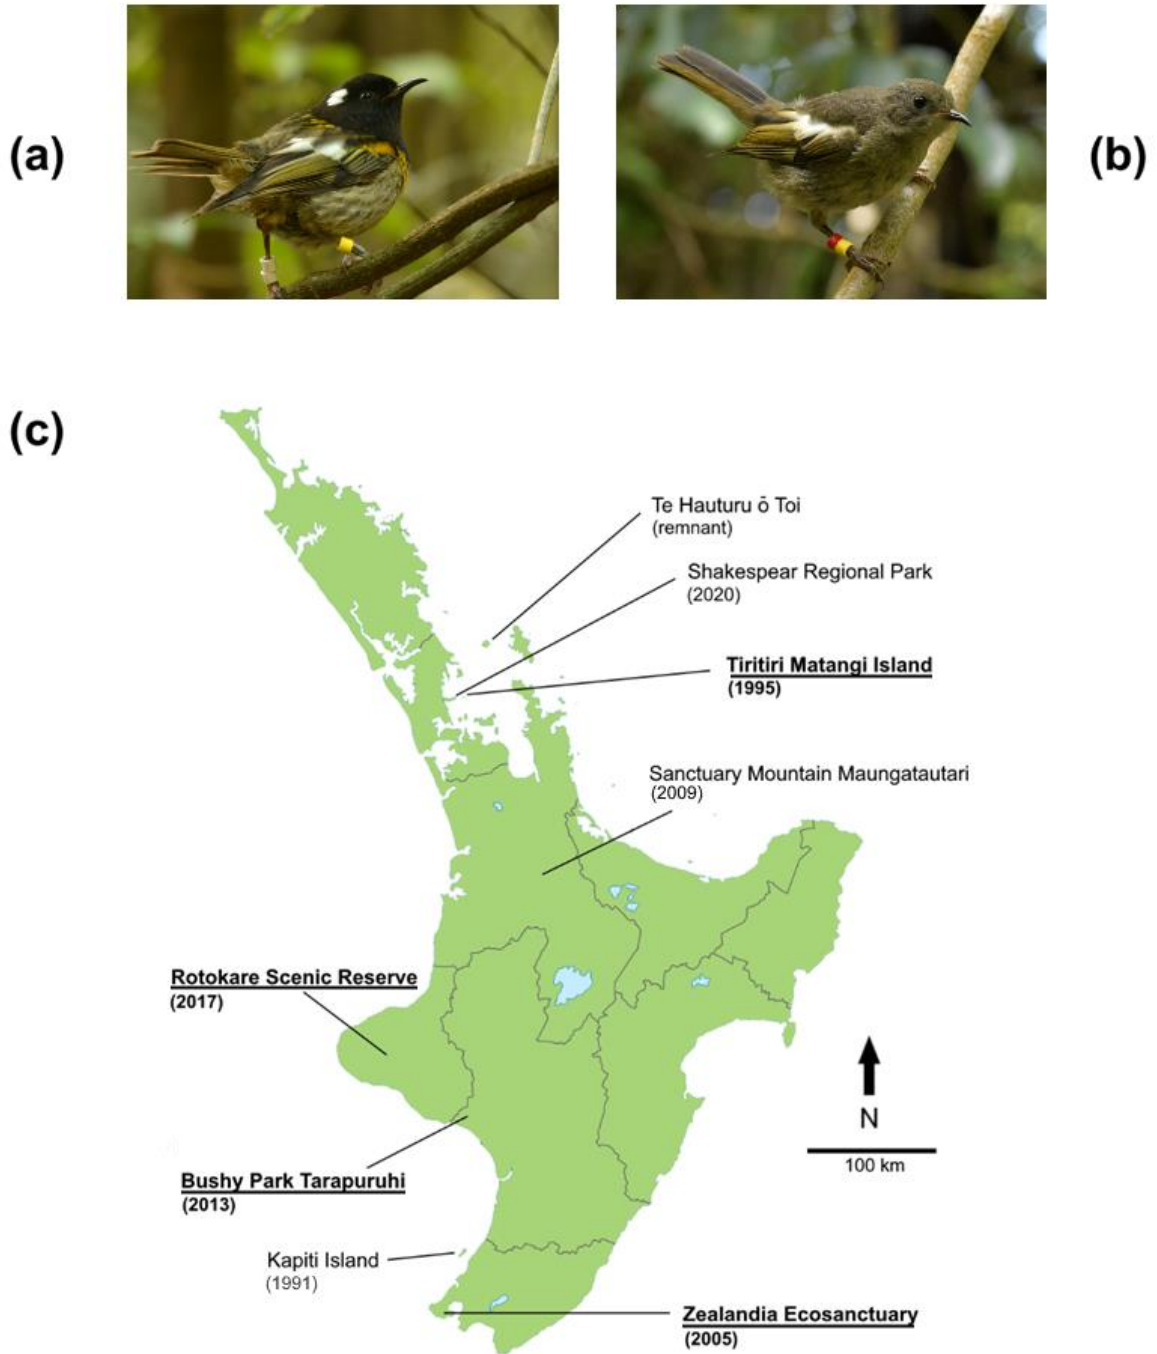 (a)
(b)
(c)
Te Hauturu ō Toi
(remnant)
Shakespear Regional Park
(2020)
Tiritiri Matangi Island
(1995)
Sanctuary Mountain Maungatautari
(2009)
Rotokare Scenic Reserve
(2017)
N
100 km
Bushy Park Tarapuruhi
(2013)
Kapiti Island
(1991)
Zealandia Ecosanctuary
(2005)